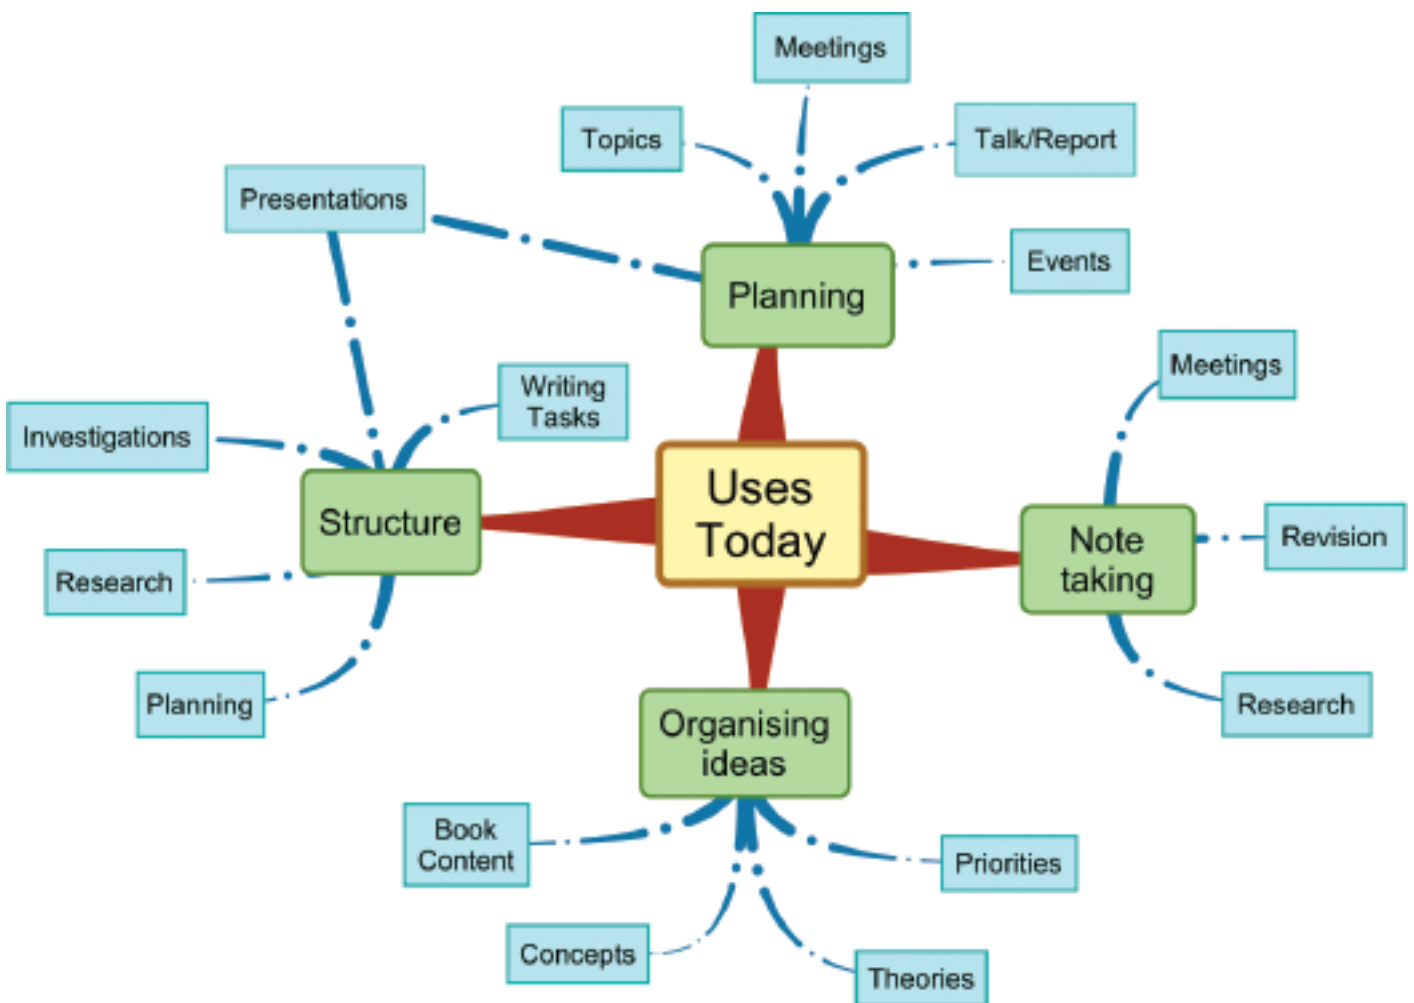 Meetings
Topics
Talk/Report
Presentations
Events
Planning
Meetings
Writing
Tasks
Investigations
Uses
Today
Structure
Note
taking
Revision
Research
Planning
Research
Organising
ideas
Book
Content
Priorities
Concepts
Theories